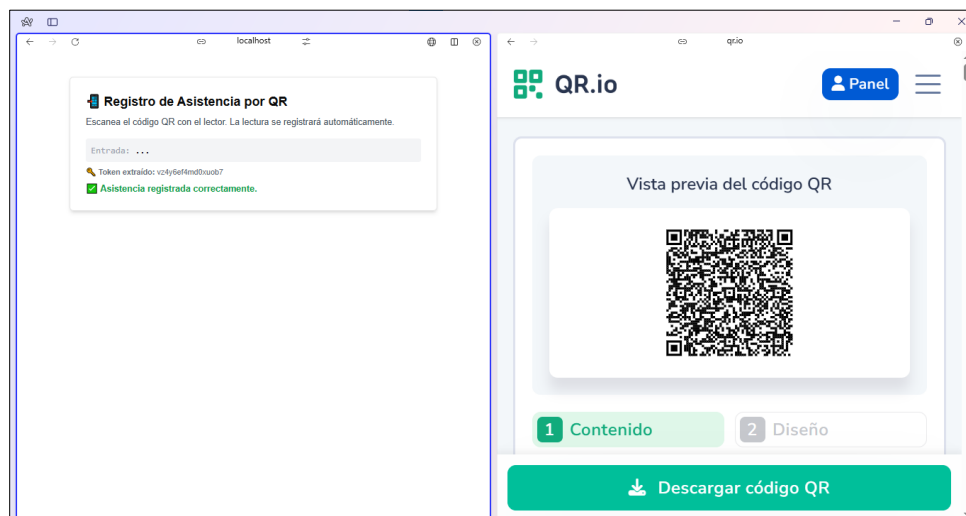 localhost
Registro de Asistencia por QR
Escanea el código QR con el lector. La lectura se registrará automáticamente.
Entrada: ...
Token extraído: vz4y6ef4md0xuob7
Asistencia registrada correctamente.
qr.io
QR.io
Panel
Vista previa del código QR
1 Contenido
2 Diseño
Descargar código QR